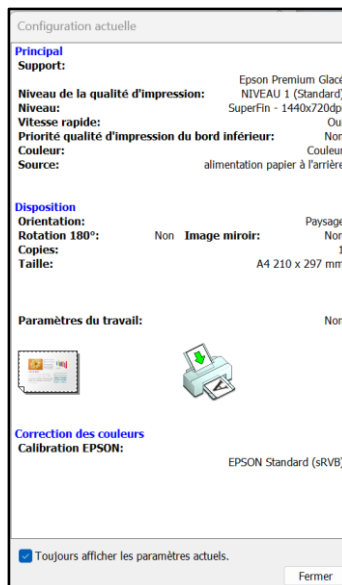 Configuration actuelle
Principal
Support:
Epson Premium Glacé
Niveau de la qualité d'impression: NIVEAU 1 (Standard)
Niveau: SuperFin - 1440x720dp
Vitesse rapide: Ou
Priorité qualité d'impression du bord inférieur: Non
Couleur: Couleur
Source: alimentation papier à l'arrière
Disposition
Orientation: Paysage
Rotation 180°: Non Image miroir: Non
Copies: 1
Taille: A4 210 x 297 mm
Paramètres du travail: Non
Correction des couleurs
Calibration EPSON:
EPSON Standard (sRVB)
Toujours afficher les paramètres actuels.
Fermer